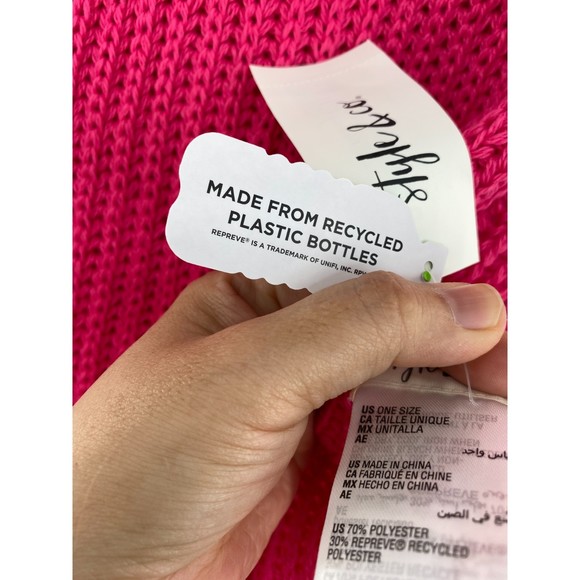 style & co.
MADE FROM RECYCLED
PLASTIC BOTTLES
REPREVE® IS A TRADEMARK OF UNIFI, INC.
US ONE SIZE
CA TAILLE UNIQUE
MX UNITALLA
AE
US MADE IN CHINA
CA FABRIQUÉ EN CHINE
MX HECHO EN CHINA
AE
US 70% POLYESTER
30% REPREVE® RECYCLED
POLYESTER